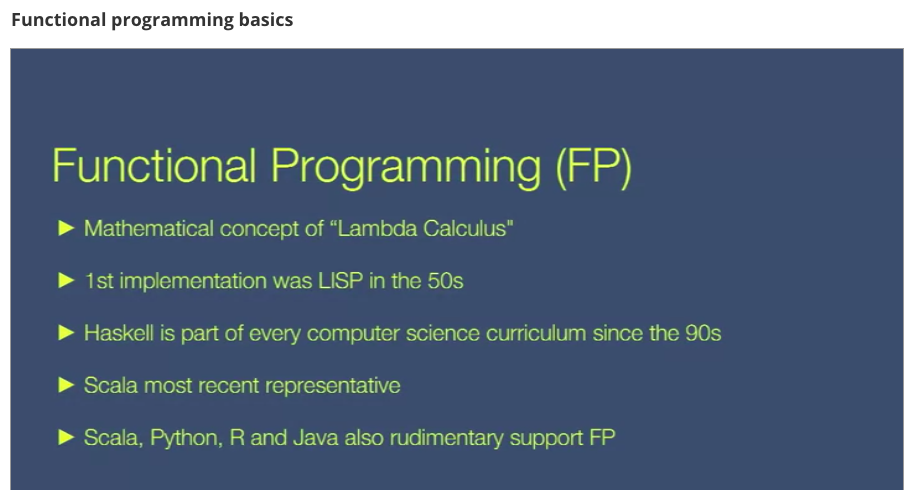 Functional programming basics
Functional Programming (FP)
► Mathematical concept of “Lambda Calculus"
► 1st implementation was LISP in the 50s
► Haskell is part of every computer science curriculum since the 90s
► Scala most recent representative
► Scala, Python, R and Java also rudimentary support FP